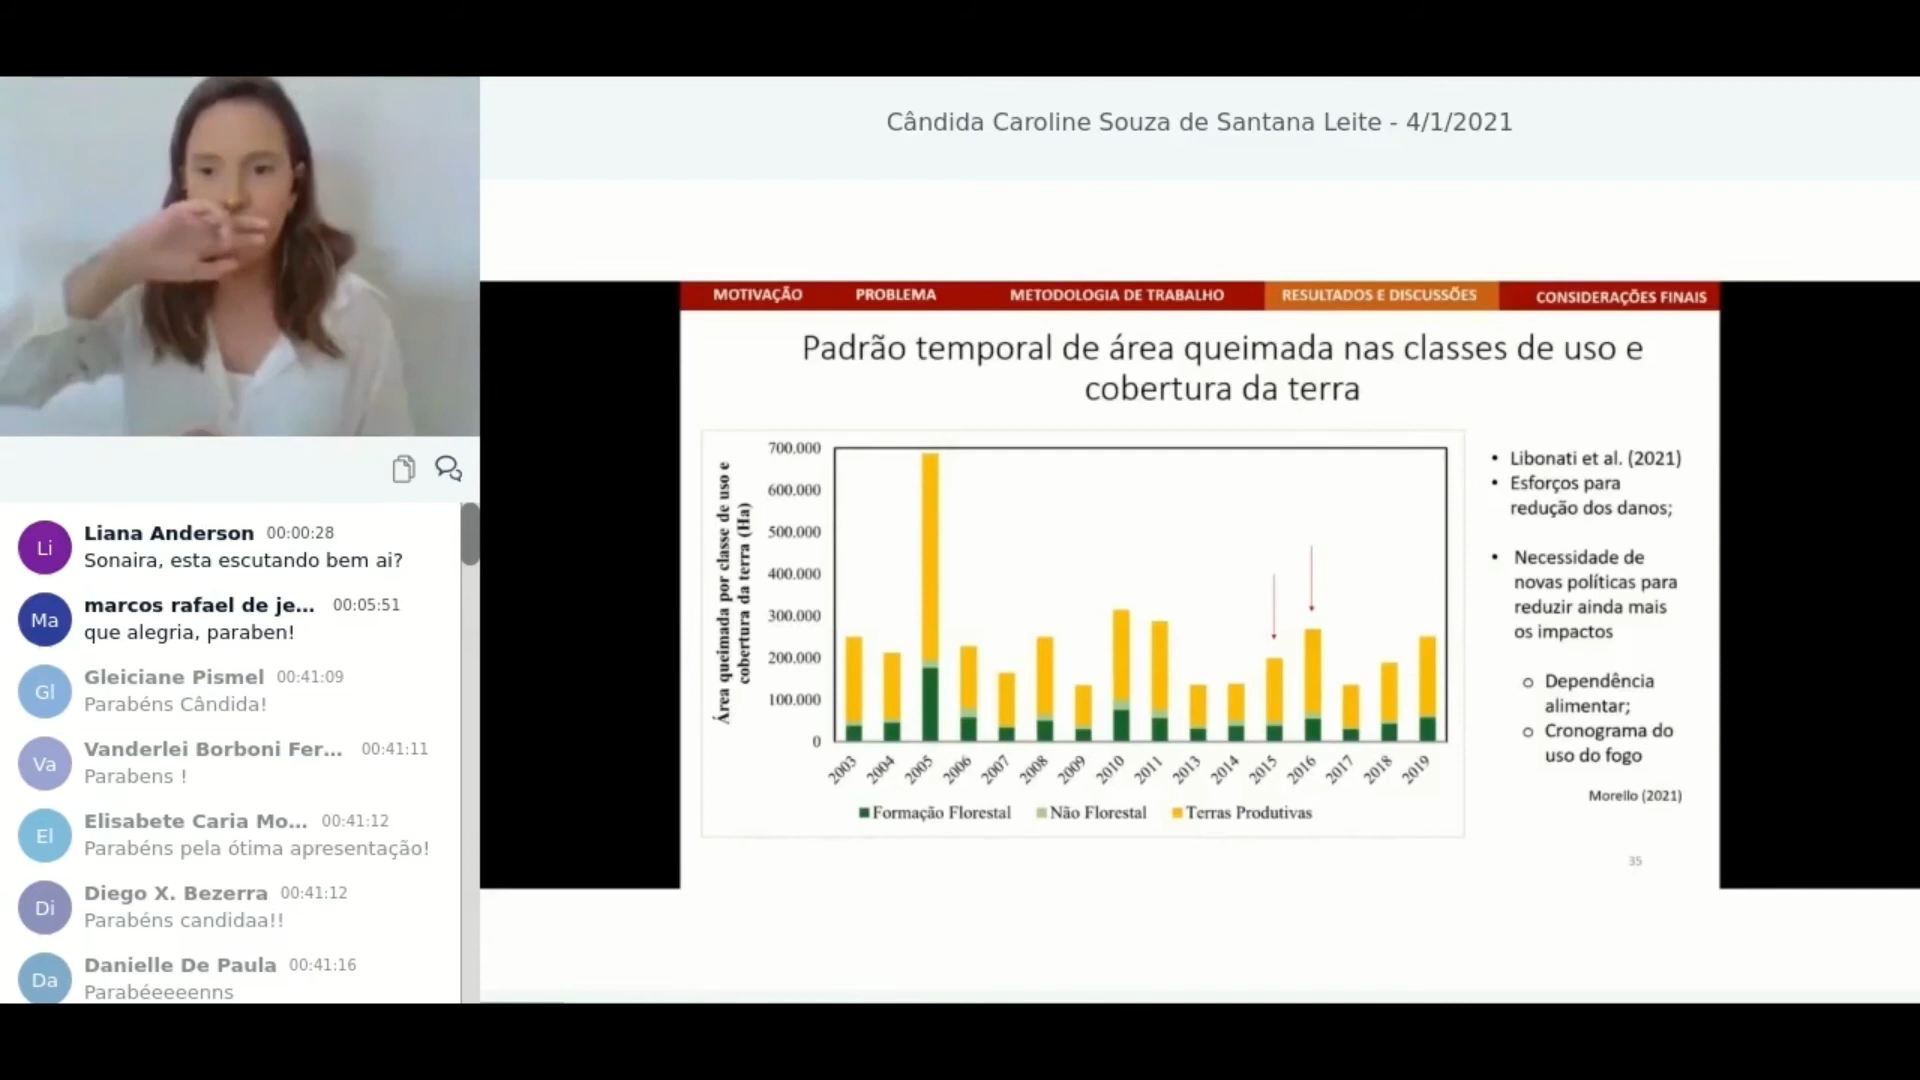 Cândida Caroline Souza de Santana Leite - 4/1/2021
Li
Liana Anderson 00:00:28
Sonaira, esta escutando bem ai?
Ma
marcos rafael de je... 00:05:51
que alegria, paraben!
Gl
Gleiciane Pismel 00:41:09
Parabéns Cândida!
Va
Vanderlei Borboni Fer... 00:41:11
Parabens !
El
Elisabete Caria Mo... 00:41:12
Parabéns pela ótima apresentação!
Di
Diego X. Bezerra 00:41:12
Parabéns candidaa!!
Da
Danielle De Paula 00:41:16
Parabéeeeenns
MOTIVAÇÃO PROBLEMA METODOLOGIA DE TRABALHO RESULTADOS E DISCUSSÕES CONSIDERAÇÕES FINAIS
Padrão temporal de área queimada nas classes de uso e
cobertura da terra
Área queimada por classe de uso e
cobertura da terra (Ha)
700.000
600.000
500.000
400.000
300.000
200.000
100.000
0
2003 2004 2005 2006 2007 2008 2009 2010 2011 2013 2014 2015 2016 2017 2018 2019
Formação Florestal Não Florestal Terras Produtivas
• Libonati et al. (2021)
• Esforços para
redução dos danos;
• Necessidade de
novas políticas para
reduzir ainda mais
os impactos
o Dependência
alimentar;
o Cronograma do
uso do fogo
Morello (2021)
35